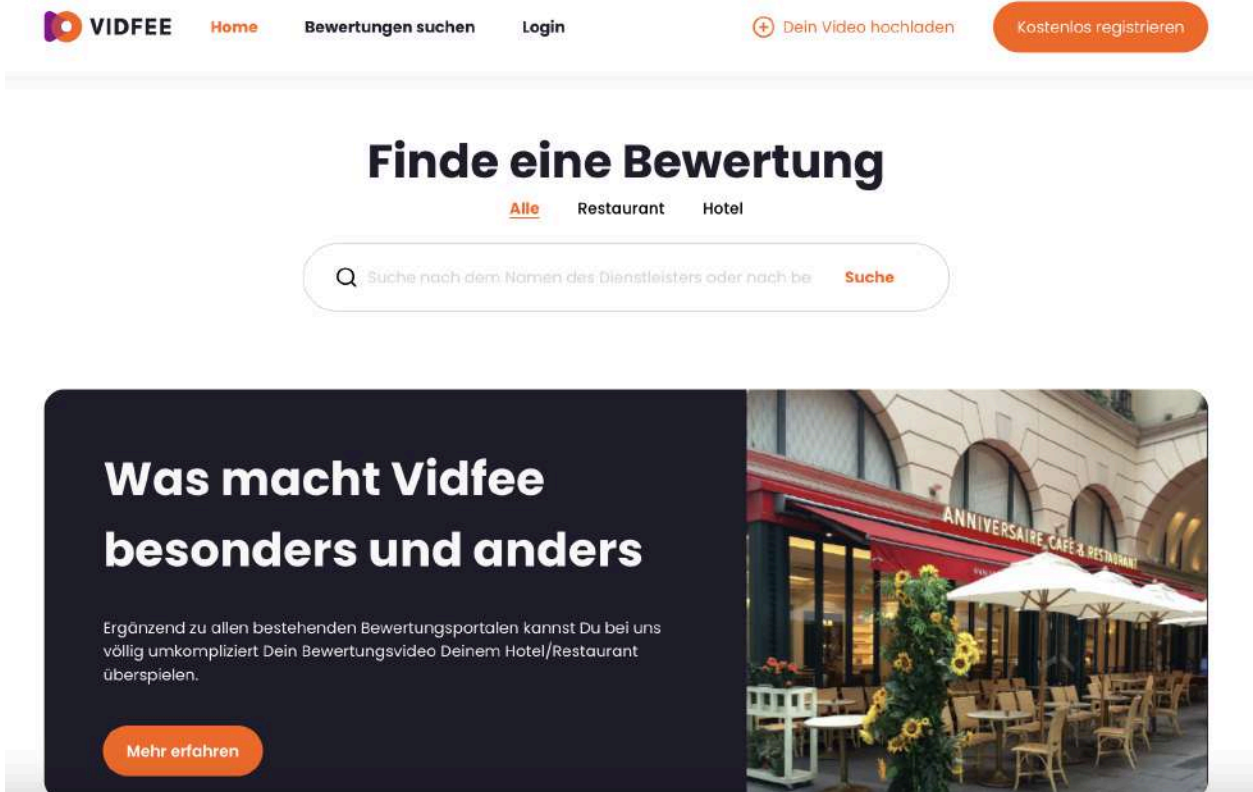 VIDFEE
Home
Bewertungen suchen
Login
Dein Video hochladen
Kostenlos registrieren
Finde eine Bewertung
Alle
Restaurant
Hotel
Suche nach dem Namen des Dienstleisters oder nach be
Suche
Was macht Vidfee
besonders und anders
Ergänzend zu allen bestehenden Bewertungsportalen kannst Du bei uns
völlig umkompliziert Dein Bewertungsvideo Deinem Hotel/Restaurant
überspielen.
Mehr erfahren
ANNIVERSAIRE CAFÉ & RESTAURANT